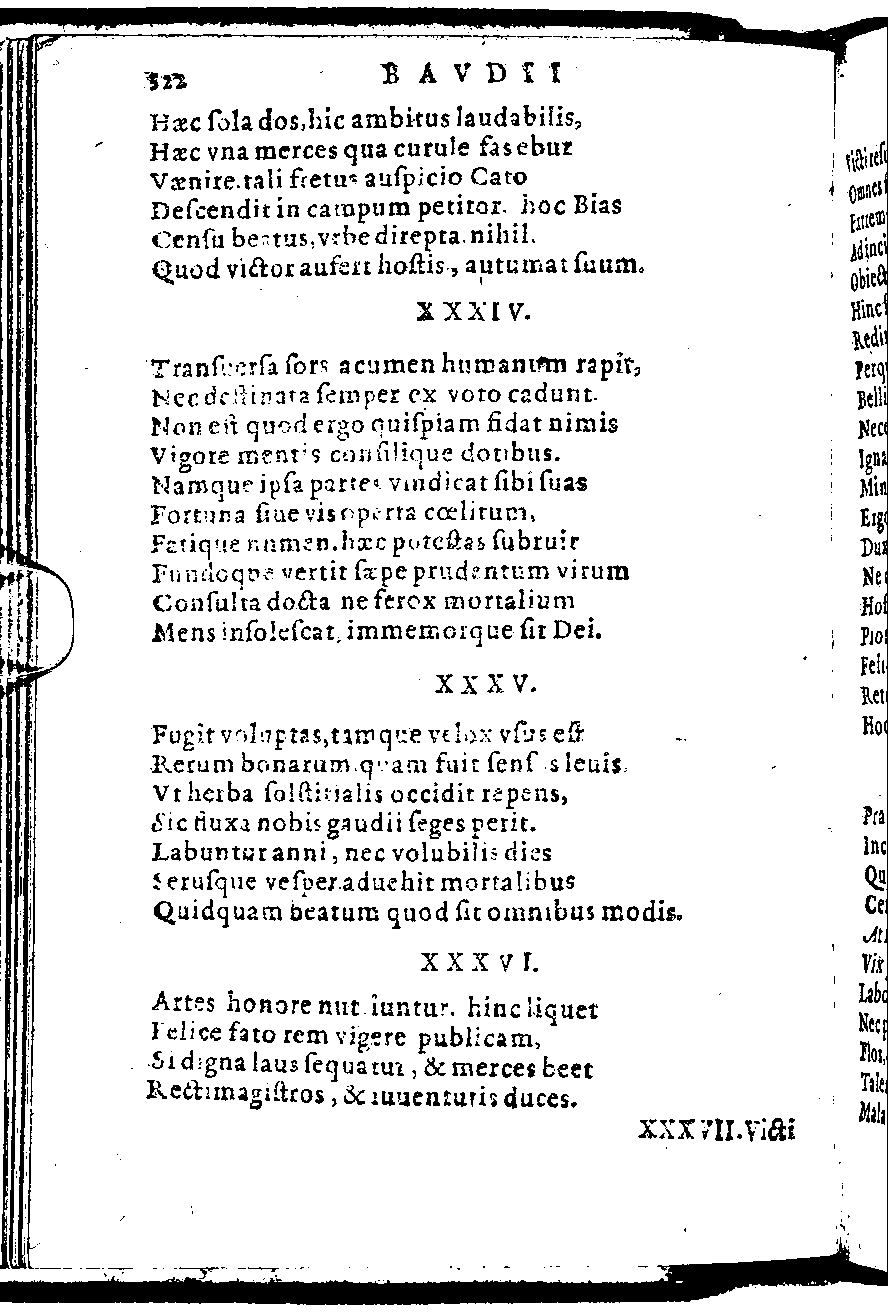 522 BAVDII
Hæc ſola dos, hic ambitus laudabilis,
Hæc vna merces qua curule fas ebur
Vænire. tali fretus auſpicio Cato
Deſcendit in campum petitor. hoc Bias
Cenſu beatus, vrbe direpta. nihil.
Quod victor aufert hoſtis, autumat ſuum.
XXXIV.
Tranſuerſa ſors acumen humanum rapit,
Nec deſtinata ſemper ex voto cadunt.
Non eſt quod ergo quiſpiam fidat nimis
Vigore mentis conſilique dotibus.
Namque ipſa partes vindicat ſibi ſuas
Fortuna ſiue vis operta cœlitum,
Fatique numen. hæc poteſtas ſubruit
Fundoque vertit ſæpe prudentum virum
Conſulta docta ne ferox mortalium
Mens inſoleſcat, immemorque ſit Dei.
XXXV.
Fugit voluptas, tamque velox vſus eſt
Rerum bonarum. quam fuit ſenſus leuis.
Vt herba ſolſtitialis occidit repens,
Sic fluxa nobis gaudii ſeges perit.
Labuntur anni, nec volubilis dies
Seruſque veſper. aduehit mortalibus
Quidquam beatum quod ſit omnibus modis.
XXXVI.
Artes honore nutriuntur. hinc liquet
Felice fato rem vigere publicam,
Si digna laus ſequatur, & merces beet
Recti magiſtros, & iuuenturis duces.
XXXVII. Victi